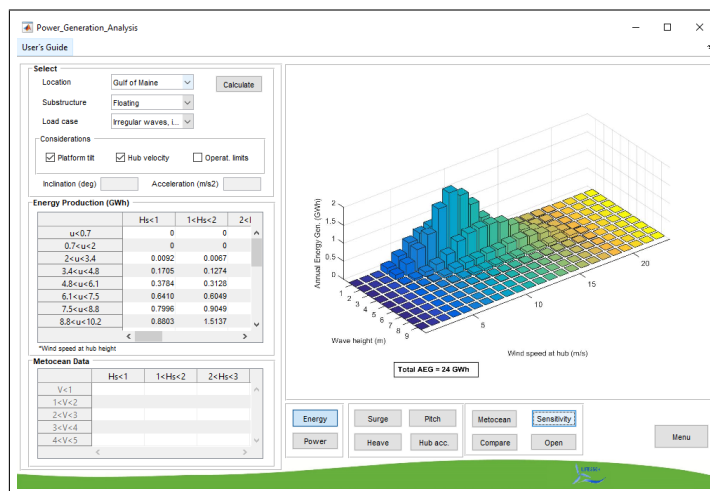 Power_Generation_Analysis
User's Guide
Select
Location Gulf of Maine Calculate
Substructure Floating
Load case Irregular waves, i...
Considerations
Platform tilt Hub velocity Operat. limits
Inclination (deg) Acceleration (m/s2)
Energy Production (GWh)
Hs<1 1<Hs<2 2<
u<0.7 0 0
0.7<u<2 0 0
2<u<3.4 0.0092 0.0067
3.4<u<4.8 0.1705 0.1274
4.8<u<6.1 0.3784 0.3128
6.1<u<7.5 0.6410 0.6049
7.5<u<8.8 0.7996 0.9049
8.8<u<10.2 0.8803 1.5137
*Wind speed at hub height
Metocean Data
Hs<1 1<Hs<2 2<Hs<3
V<1
1<V<2
2<V<3
3<V<4
4<V<5
Annual Energy Gen. (GWh)
2
1.5
1
0.5
0
1 2 3 4 5 6 7 8 9
Wave height (m)
5 10 15 20
Wind speed at hub (m/s)
Total AEG = 24 GWh
Energy Surge Pitch Metocean Sensitivity
Power Heave Hub acc. Compare Open
Menu